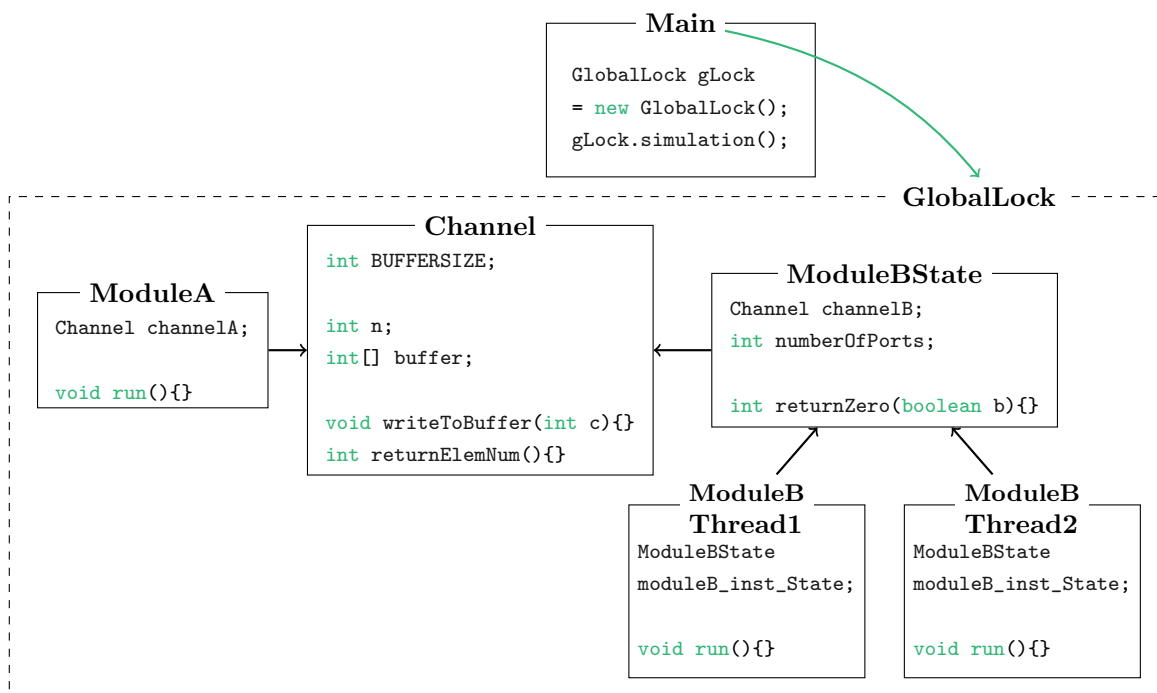 Main
GlobalLock gLock
= new GlobalLock();
gLock.simulation();
GlobalLock
ModuleA
Channel channelA;
void run(){}
Channel
int BUFFERSIZE;
int n;
int[] buffer;
void writeToBuffer(int c){}
int returnElemNum(){}
ModuleBState
Channel channelB;
int numberOfPorts;
int returnZero(boolean b){}
ModuleB
Thread1
ModuleBState
moduleB_inst_State;
void run(){}
ModuleB
Thread2
ModuleBState
moduleB_inst_State;
void run(){}